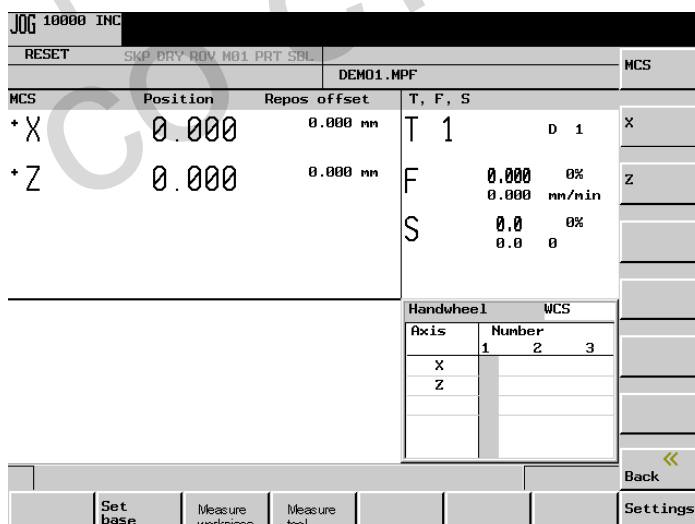 JOG 10000 INC
RESET SKP DRY ROV M01 PRT SBL
DEMO1.MPF
MCS
MCS Position Repos offset
T, F, S
+X 0.000 0.000 mm
T 1 D 1
X
+Z 0.000 0.000 mm
F 0.000 0%
0.000 mm/min
Z
S 0.0 0%
0.0 0
Handwheel WCS
Axis Number
1 2 3
X
Z
«
Back
Set
base
Measure
workpiece
Measure
tool
Settings